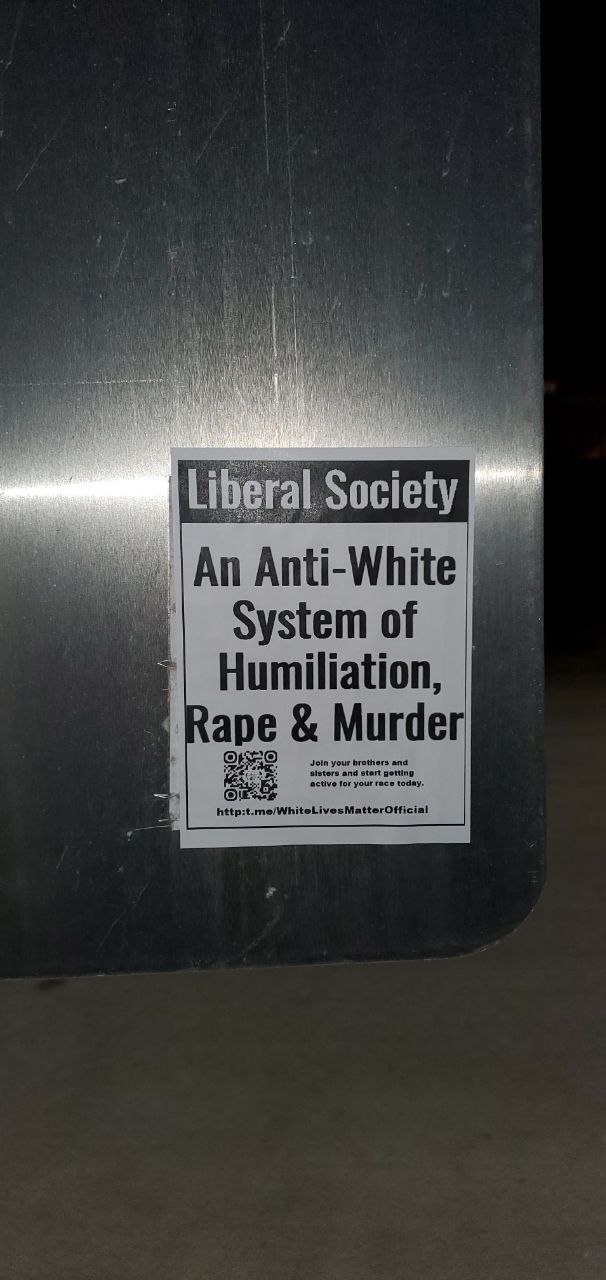 Liberal Society
An Anti-White
System of
Humiliation,
Rape & Murder
Join your brothers and
sisters and start getting
active for your race today.
http:t.me/WhiteLivesMatterOfficial